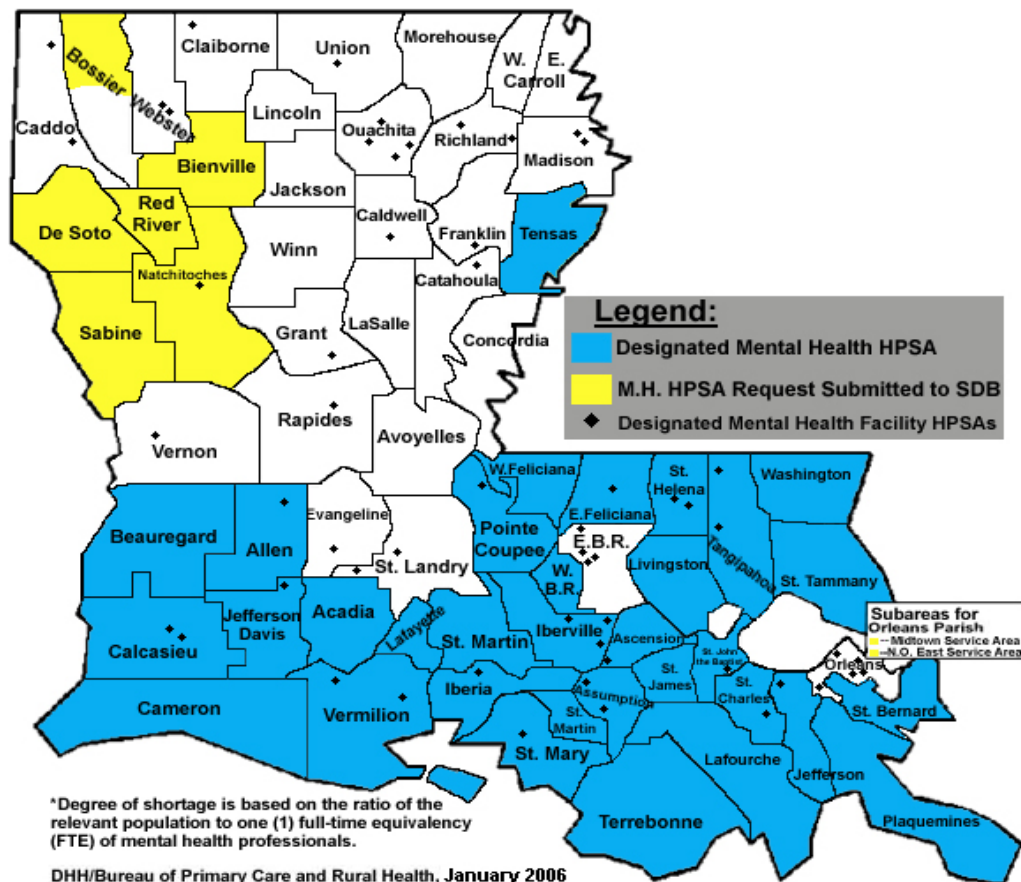 Claiborne
Union
Morehouse
W.
Carroll
E.
Bossier
Webster
Lincoln
Caddo
Ouachita
Richland
Madison
Bienville
Jackson
Red
River
De Soto
Caldwell
Franklin
Tensas
Winn
Natchitoches
Catahoula
Sabine
Grant
LaSalle
Concordia
Legend:
Designated Mental Health HPSA
M.H. HPSA Request Submitted to SDB
Designated Mental Health Facility HPSAs
Rapides
Avoyelles
Vernon
W.Feliciana
St.
Helena
Washington
Evangeline
E.Feliciana
Beauregard
Allen
Pointe
Coupee
E.B.R.
St. Landry
W.
B.R.
Livingston
Tangipahoa
St. Tammany
Jefferson
Davis
Acadia
Lafayette
St. Martin
Iberville
Ascension
Subareas for
Orleans Parish
--Midtown Service Area
--N.O. East Service Area
Calcasieu
St. John
the Baptist
St.
James
St.
Charles
Orleans
Cameron
Vermilion
Iberia
Assumption
St.
Martin
St. Bernard
St. Mary
Lafourche
Jefferson
Terrebonne
Plaquemines
*Degree of shortage is based on the ratio of the
relevant population to one (1) full-time equivalency
(FTE) of mental health professionals.
DHH/Bureau of Primary Care and Rural Health, January 2006